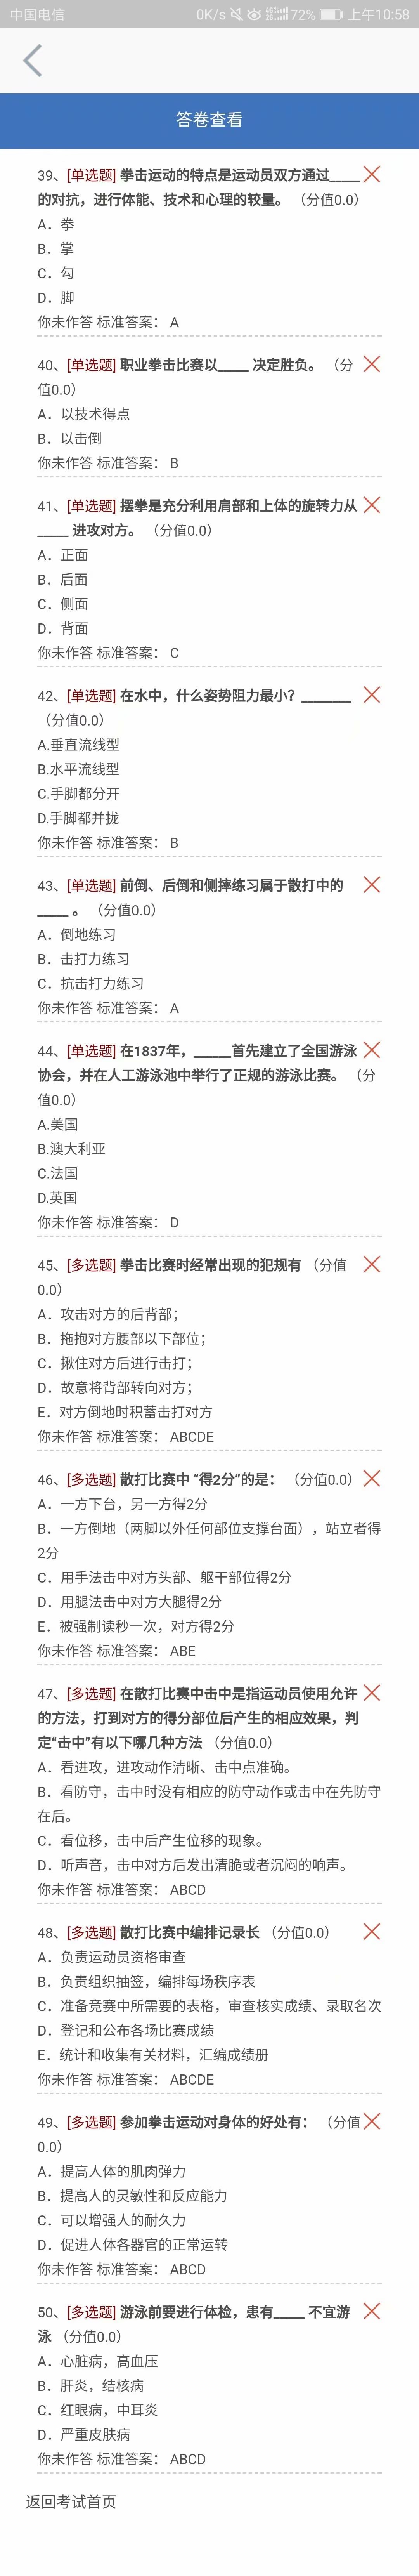 中国电信 0K/s 72% 上午10:58
答卷查看
39、[单选题] 拳击运动的特点是运动员双方通过____
的对抗，进行体能、技术和心理的较量。 （分值0.0）
A．拳
B．掌
C．勾
D．脚
你未作答 标准答案： A
40、[单选题] 职业拳击比赛以____ 决定胜负。 （分
值0.0）
A．以技术得点
B．以击倒
你未作答 标准答案： B
41、[单选题] 摆拳是充分利用肩部和上体的旋转力从
____ 进攻对方。 （分值0.0）
A．正面
B．后面
C．侧面
D．背面
你未作答 标准答案： C
42、[单选题] 在水中，什么姿势阻力最小？_______
（分值0.0）
A.垂直流线型
B.水平流线型
C.手脚都分开
D.手脚都并拢
你未作答 标准答案： B
43、[单选题] 前倒、后倒和侧摔练习属于散打中的
____ 。 （分值0.0）
A．倒地练习
B．击打力练习
C．抗击打力练习
你未作答 标准答案： A
44、[单选题] 在1837年，_____首先建立了全国游泳
协会，并在人工游泳池中举行了正规的游泳比赛。 （分
值0.0）
A.美国
B.澳大利亚
C.法国
D.英国
你未作答 标准答案： D
45、[多选题] 拳击比赛时经常出现的犯规有 （分值
0.0）
A．攻击对方的后背部；
B．拖抱对方腰部以下部位；
C．揪住对方后进行击打；
D．故意将背部转向对方；
E．对方倒地时积蓄击打对方
你未作答 标准答案： ABCDE
46、[多选题] 散打比赛中 “得2分”的是： （分值0.0）
A．一方下台，另一方得2分
B．一方倒地（两脚以外任何部位支撑台面），站立者得
2分
C．用手法击中对方头部、躯干部位得2分
D．用腿法击中对方大腿得2分
E．被强制读秒一次，对方得2分
你未作答 标准答案： ABE
47、[多选题] 在散打比赛中击中是指运动员使用允许
的方法，打到对方的得分部位后产生的相应效果，判
定“击中”有以下哪几种方法 （分值0.0）
A．看进攻，进攻动作清晰、击中点准确。
B．看防守，击中时没有相应的防守动作或击中在先防守
在后。
C．看位移，击中后产生位移的现象。
D．听声音，击中对方后发出清脆或者沉闷的响声。
你未作答 标准答案： ABCD
48、[多选题] 散打比赛中编排记录长 （分值0.0）
A．负责运动员资格审查
B．负责组织抽签，编排每场秩序表
C．准备竞赛中所需要的表格，审查核实成绩、录取名次
D．登记和公布各场比赛成绩
E．统计和收集有关材料，汇编成绩册
你未作答 标准答案： ABCDE
49、[多选题] 参加拳击运动对身体的好处有： （分值
0.0）
A．提高人体的肌肉弹力
B．提高人的灵敏性和反应能力
C．可以增强人的耐久力
D．促进人体各器官的正常运转
你未作答 标准答案： ABCD
50、[多选题] 游泳前要进行体检，患有____ 不宜游
泳 （分值0.0）
A．心脏病，高血压
B．肝炎，结核病
C．红眼病，中耳炎
D．严重皮肤病
你未作答 标准答案： ABCD
返回考试首页